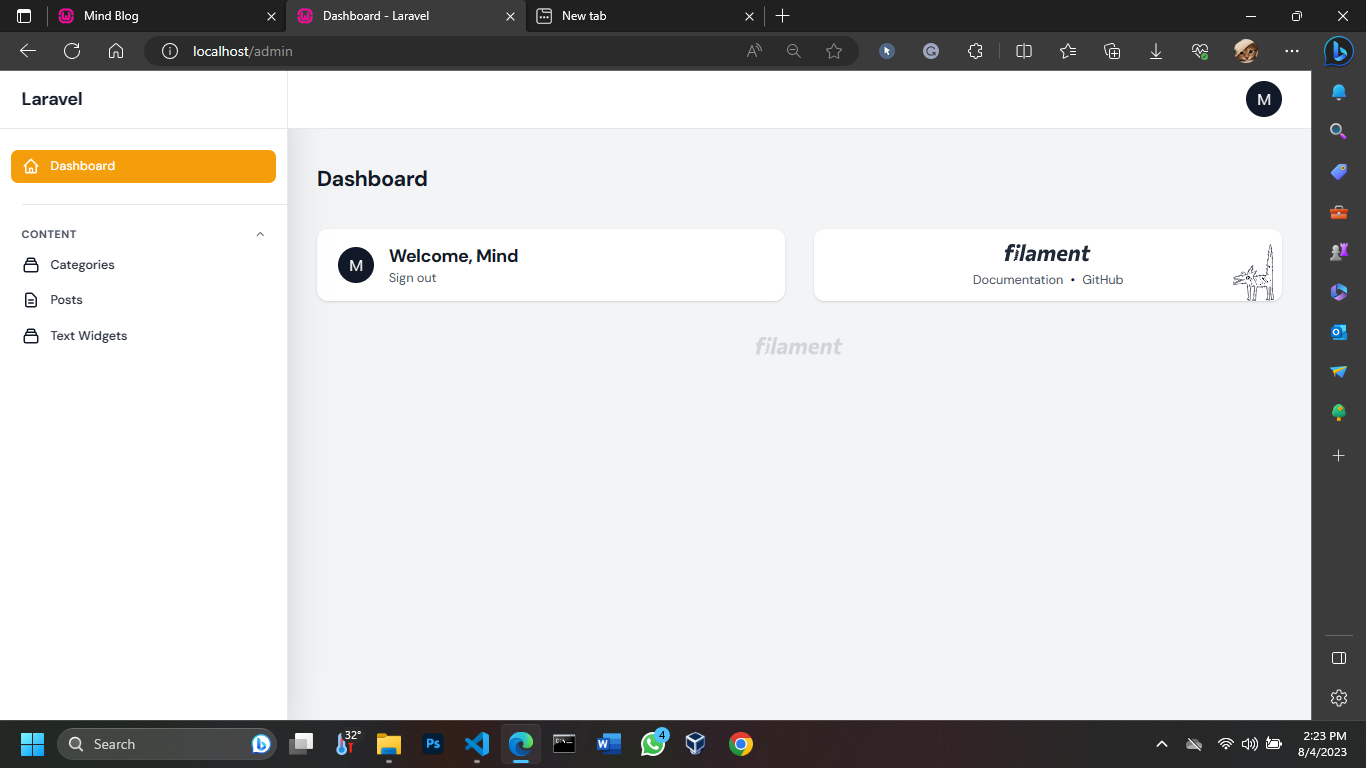 Mind Blog
Dashboard - Laravel
New tab
localhost/admin
Laravel
M
Dashboard
CONTENT
Categories
Posts
Text Widgets
Dashboard
M
Welcome, Mind
Sign out
filament
Documentation • GitHub
filament
Search
32°
Ps
4
2:23 PM
8/4/2023